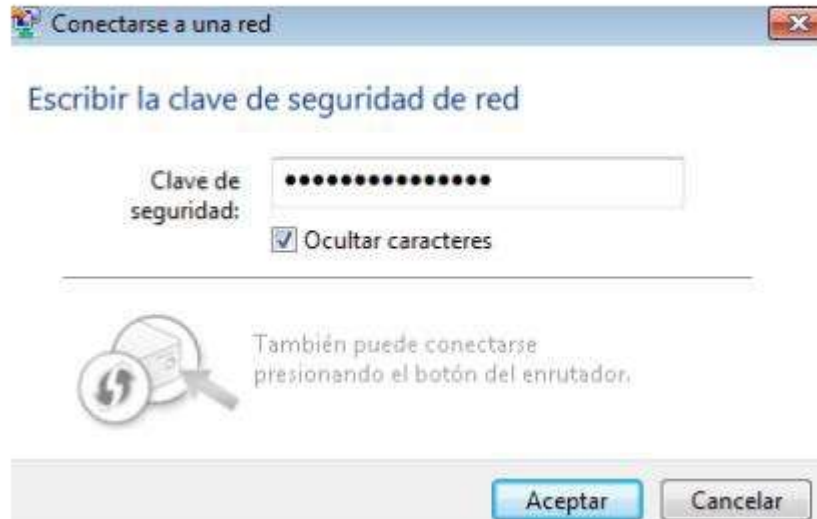 Conectarse a una red
Escribir la clave de seguridad de red
Clave de
seguridad:
•••••••••••••••
Ocultar caracteres
También puede conectarse
presionando el botón del enrutador.
Aceptar
Cancelar